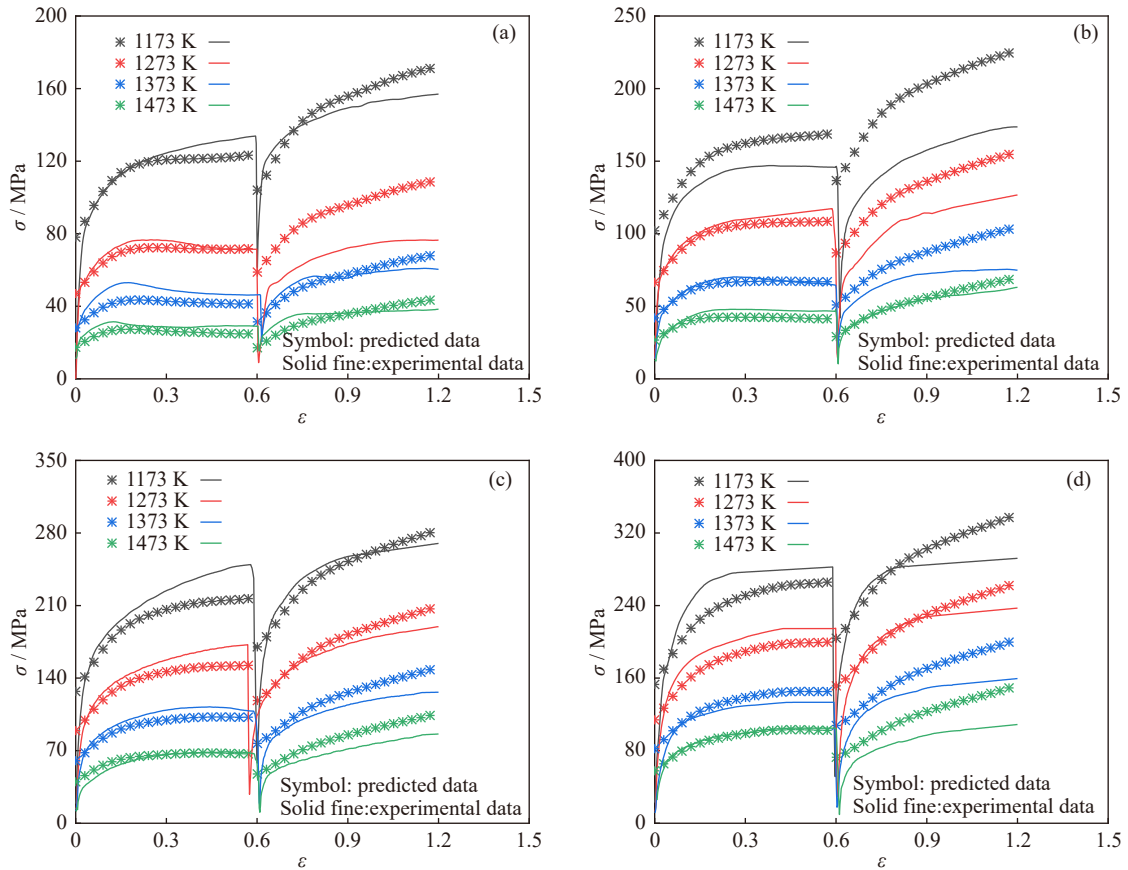 200
160
120
80
40
0
σ / MPa
(a)
1173 K
1273 K
1373 K
1473 K
Symbol: predicted data
Solid fine:experimental data
0 0.3 0.6 0.9 1.2 1.5
ε
250
200
150
100
50
0
σ / MPa
(b)
1173 K
1273 K
1373 K
1473 K
Symbol: predicted data
Solid fine:experimental data
0 0.3 0.6 0.9 1.2 1.5
ε
350
280
210
140
70
0
σ / MPa
(c)
1173 K
1273 K
1373 K
1473 K
Symbol: predicted data
Solid fine:experimental data
0 0.3 0.6 0.9 1.2 1.5
ε
400
320
240
160
80
0
σ / MPa
(d)
1173 K
1273 K
1373 K
1473 K
Symbol: predicted data
Solid fine:experimental data
0 0.3 0.6 0.9 1.2 1.5
ε